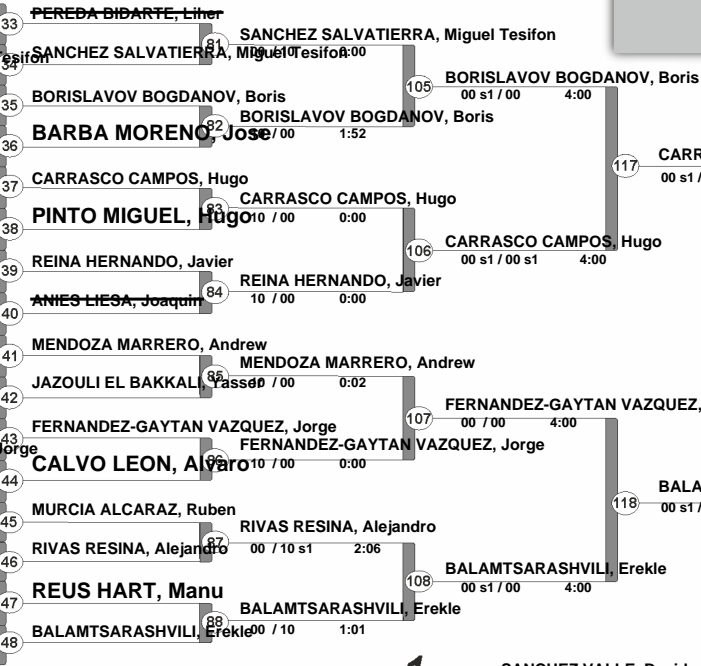 33
PEREDA BIDARTE, Liher
esifon
34
SANCHEZ SALVATIERRA, Miguel Tesifon
81
SANCHEZ SALVATIERRA, Miguel Tesifon
00 / 10 0:00
35
BORISLAVOV BOGDANOV, Boris
36
BARBA MORENO, Jose
82
BORISLAVOV BOGDANOV, Boris
/ 00 1:52
105
BORISLAVOV BOGDANOV, Boris
00 s1 / 00 4:00
37
CARRASCO CAMPOS, Hugo
38
PINTO MIGUEL, Hugo
83
CARRASCO CAMPOS, Hugo
10 / 00 0:00
39
REINA HERNANDO, Javier
40
ANIES LIESA, Joaquin
84
REINA HERNANDO, Javier
10 / 00 0:00
106
CARRASCO CAMPOS, Hugo
00 s1 / 00 s1 4:00
117
CARR
00 s1 /
41
MENDOZA MARRERO, Andrew
42
JAZOULI EL BAKKALI, Yasser
85
MENDOZA MARRERO, Andrew
10 / 00 0:02
43
FERNANDEZ-GAYTAN VAZQUEZ, Jorge
orge
44
CALVO LEON, Alvaro
86
FERNANDEZ-GAYTAN VAZQUEZ, Jorge
10 / 00 0:00
107
FERNANDEZ-GAYTAN VAZQUEZ,
00 / 00 4:00
45
MURCIA ALCARAZ, Ruben
46
RIVAS RESINA, Alejandro
87
RIVAS RESINA, Alejandro
00 / 10 s1 2:06
47
REUS HART, Manu
48
BALAMTSARASHVILI, Erekle
88
BALAMTSARASHVILI, Erekle
00 / 10 1:01
108
BALAMTSARASHVILI, Erekle
00 s1 / 00 4:00
118
BALA
00 s1 /